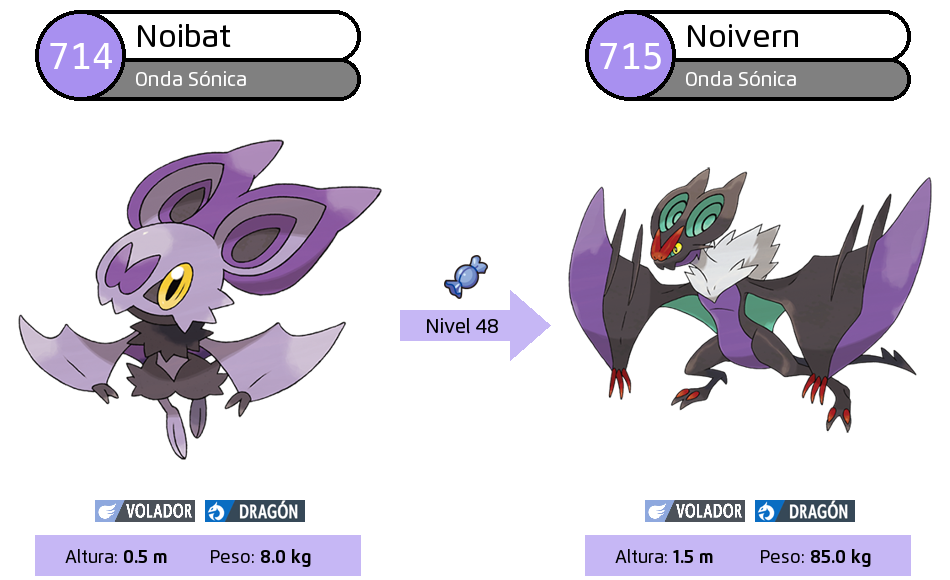 714
Noibat
Onda Sónica
715
Noivern
Onda Sónica
Nivel 48
VOLADOR DRAGÓN
Altura: 0.5 m Peso: 8.0 kg
VOLADOR DRAGÓN
Altura: 1.5 m Peso: 85.0 kg